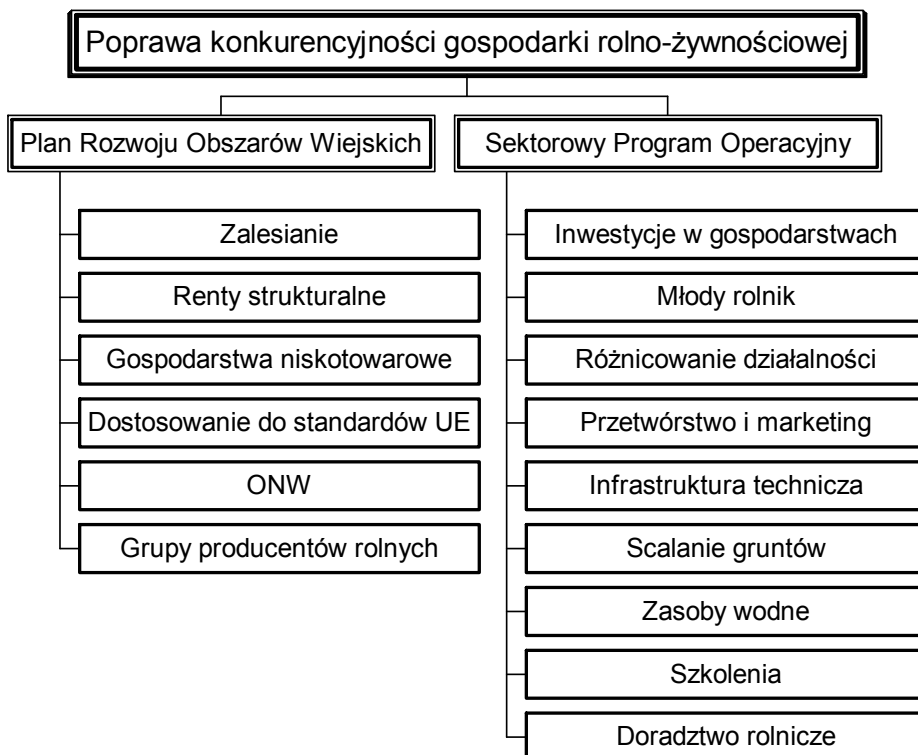 Poprawa konkurencyjności gospodarki rolno-żywnościowej
Plan Rozwoju Obszarów Wiejskich
Zalesianie
Renty strukturalne
Gospodarstwa niskotowarowe
Dostosowanie do standardów UE
ONW
Grupy producentów rolnych
Sektorowy Program Operacyjny
Inwestycje w gospodarstwach
Młody rolnik
Różnicowanie działalności
Przetwórstwo i marketing
Infrastruktura technicza
Scalanie gruntów
Zasoby wodne
Szkolenia
Doradztwo rolnicze